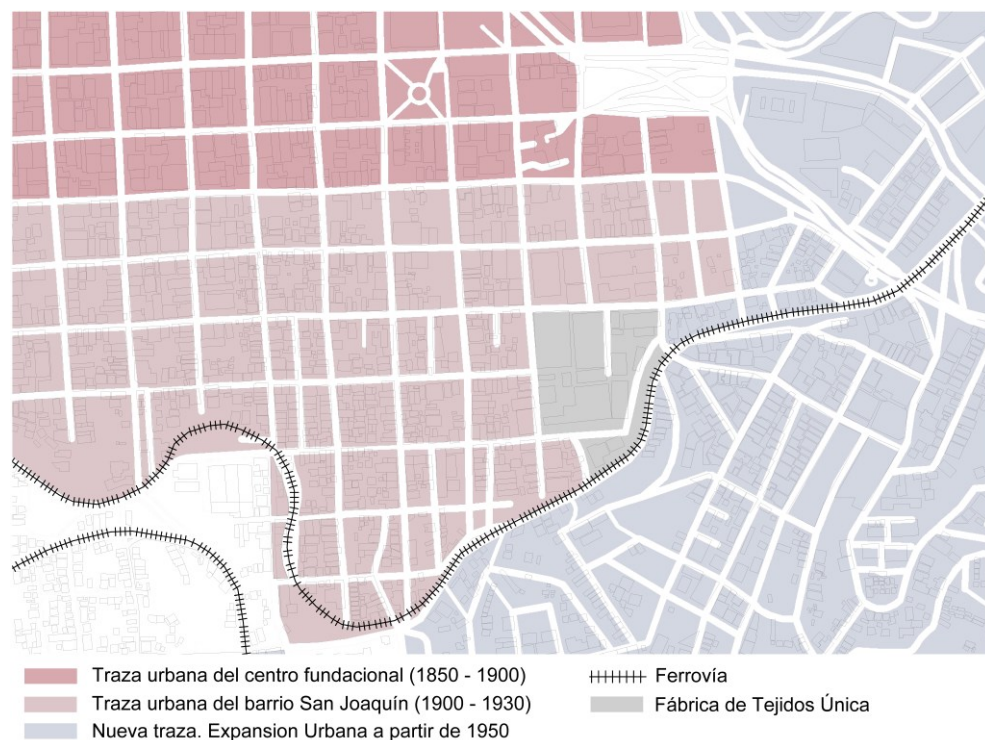 Traza urbana del centro fundacional (1850 - 1900)
Traza urbana del barrio San Joaquín (1900 - 1930)
Nueva traza. Expansion Urbana a partir de 1950
Ferrovía
Fábrica de Tejidos Única